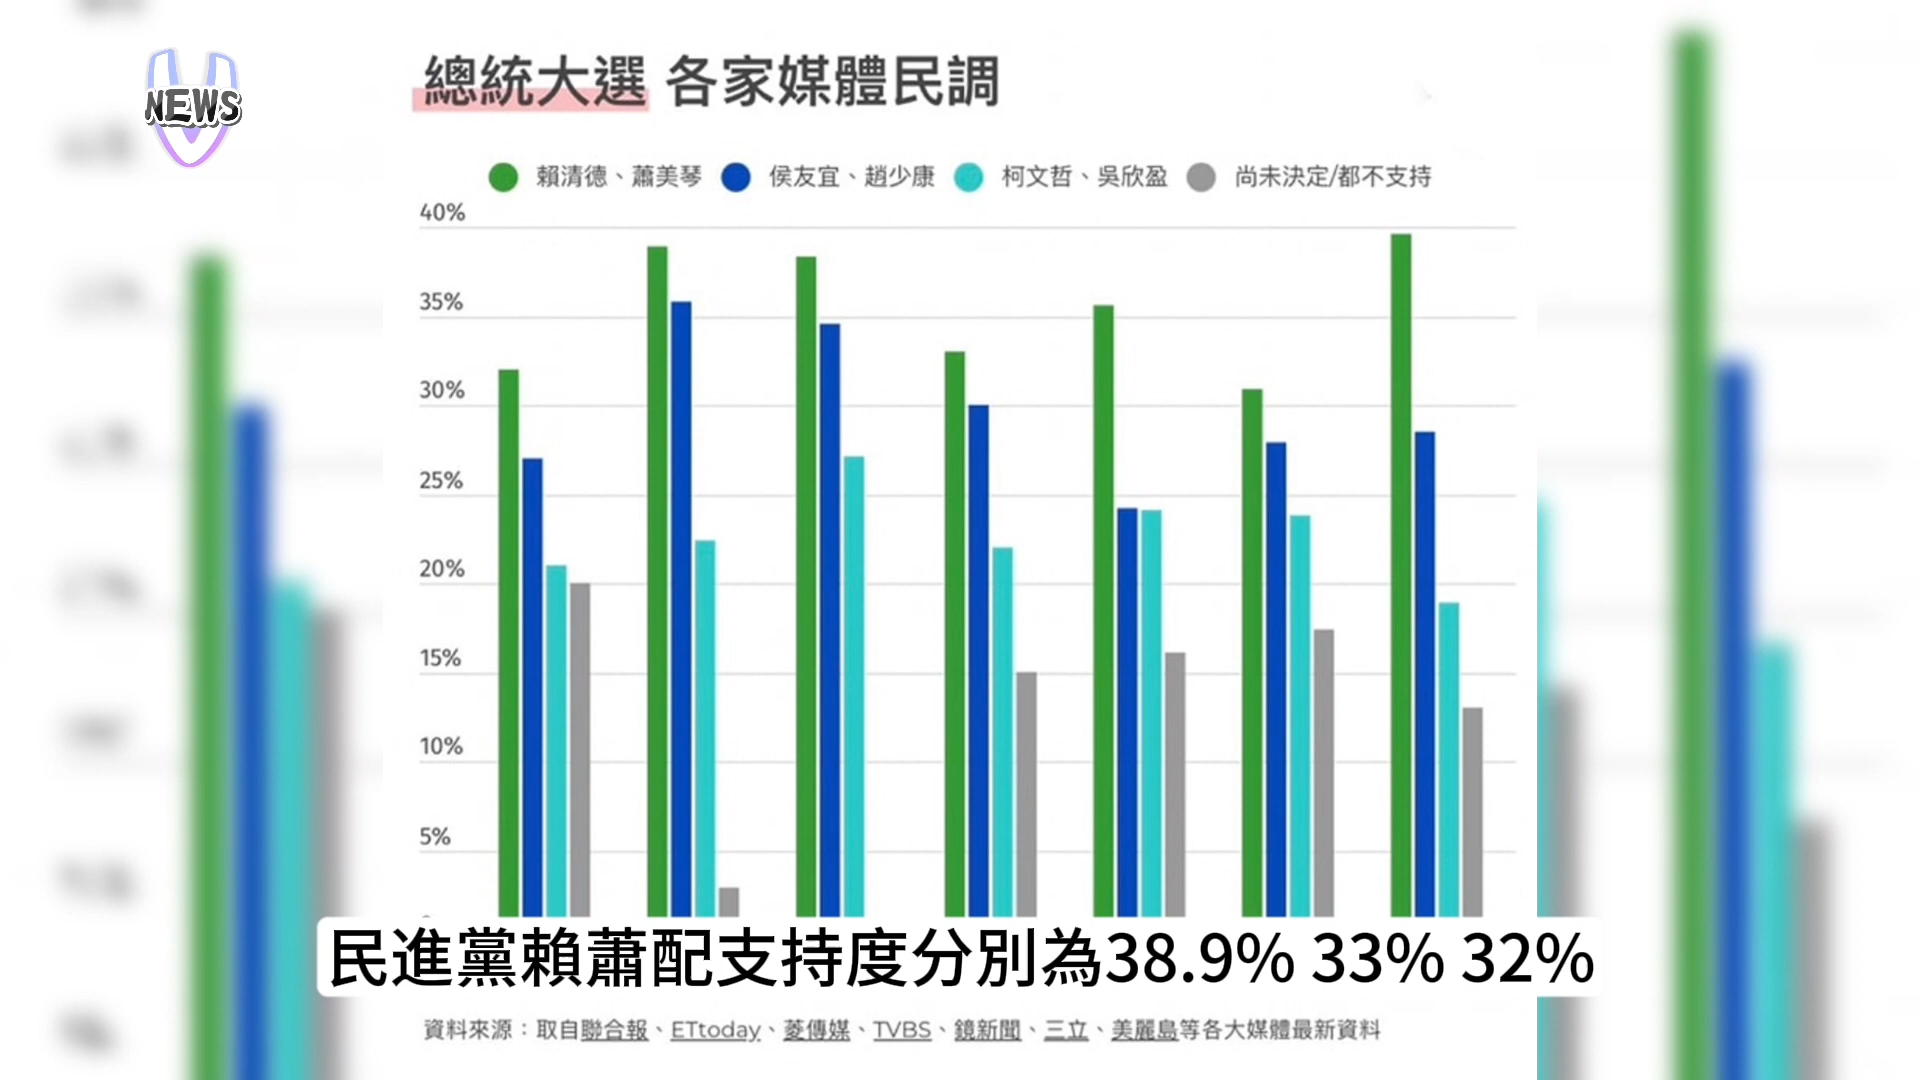 NEWS
總統大選 各家媒體民調
賴清德、蕭美琴 侯友宜、趙少康 柯文哲、吳欣盈 尚未決定/都不支持
40%
35%
30%
25%
20%
15%
10%
5%
民進黨賴蕭配支持度分別為38.9% 33% 32%
資料來源：取自聯合報、ETtoday、菱傳媒、TVBS、鏡新聞、三立、美麗島等各大媒體最新資料